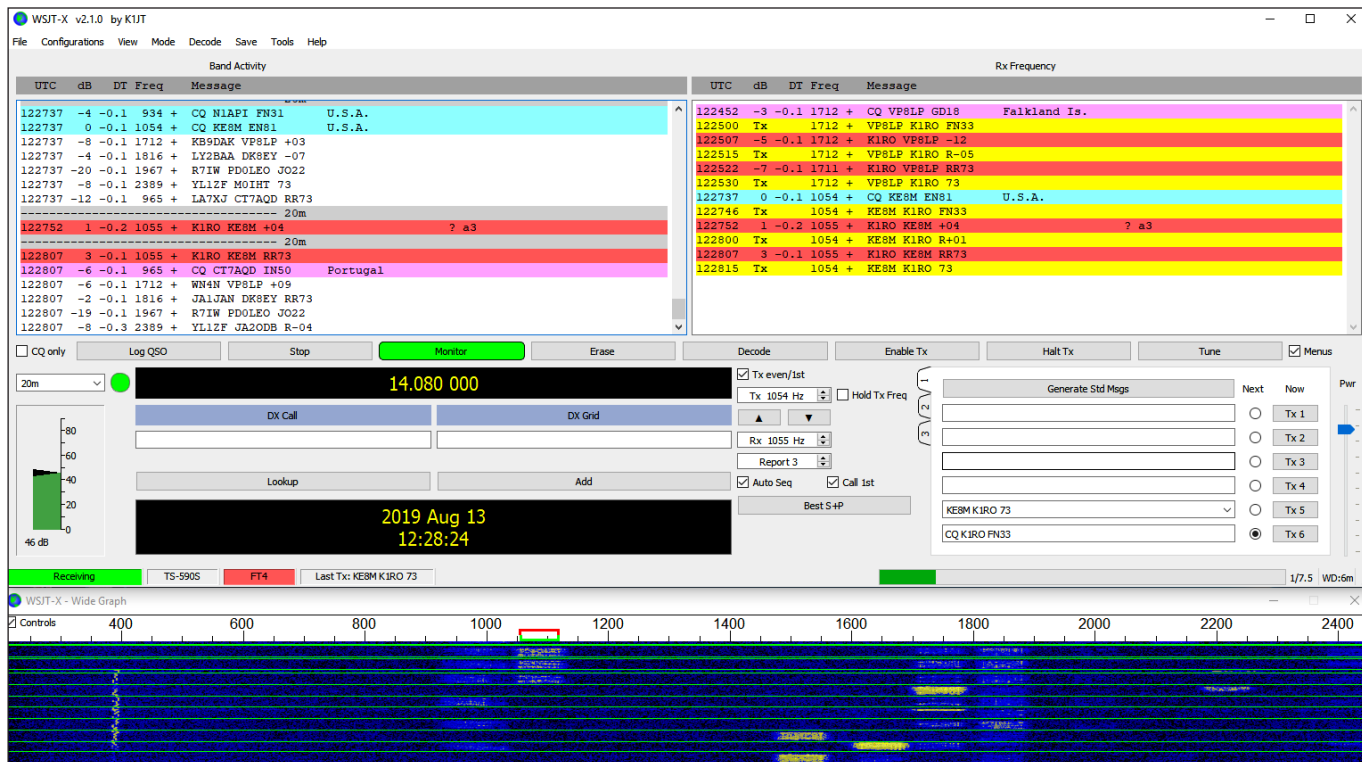 WSJT-X v2.1.0 by K1JT
File Configurations View Mode Decode Save Tools Help
Band Activity
UTC dB DT Freq Message
20m
122737 -4 -0.1 934 + CQ N1API FN31 U.S.A.
122737 0 -0.1 1054 + CQ KE8M EN81 U.S.A.
122737 -8 -0.1 1712 + KB9DAK VP8LP +03
122737 -4 -0.1 1816 + LY2BAA DK8EY -07
122737 -20 -0.1 1967 + R7IW PD0LEO JO22
122737 -8 -0.1 2389 + YL1ZF M0IHT 73
122737 -12 -0.1 965 + LA7XJ CT7AQD RR73
---------------------------------- 20m
122752 1 -0.2 1055 + K1RO KE8M +04 ? a3
---------------------------------- 20m
122807 3 -0.1 1055 + K1RO KE8M RR73
122807 -6 -0.1 965 + CQ CT7AQD IN50 Portugal
122807 -6 -0.1 1712 + WN4N VP8LP +09
122807 -2 -0.1 1816 + JA1JAN DK8EY RR73
122807 -19 -0.1 1967 + R7IW PD0LEO JO22
122807 -8 -0.3 2389 + YL1ZF JA2ODB R-04
Rx Frequency
UTC dB DT Freq Message
122452 -3 -0.1 1712 + CQ VP8LP GD18 Falkland Is.
122500 Tx 1712 + VP8LP K1RO FN33
122507 -5 -0.1 1712 + K1RO VP8LP -12
122515 Tx 1712 + VP8LP K1RO R-05
122522 -7 -0.1 1711 + K1RO VP8LP RR73
122530 Tx 1712 + VP8LP K1RO 73
122737 0 -0.1 1054 + CQ KE8M EN81 U.S.A.
122746 Tx 1054 + KE8M K1RO FN33
122752 1 -0.2 1055 + K1RO KE8M +04 ? a3
122800 Tx 1054 + KE8M K1RO R+01
122807 3 -0.1 1055 + K1RO KE8M RR73
122815 Tx 1054 + KE8M K1RO 73
CQ only Log QSO Stop Monitor Erase Decode Enable Tx Halt Tx Tune Menus
20m
14.080 000
DX Call DX Grid
Lookup Add
2019 Aug 13
12:28:24
-80
-60
-40
-20
-0
46 dB
Tx even/1st
Tx 1054 Hz Hold Tx Freq
▲ ▼
Rx 1055 Hz
Report 3
Auto Seq Call 1st
Best S+P
1
2
3
Generate Std Msgs Next Now Pwr
Tx 1
Tx 2
Tx 3
Tx 4
KE8M K1RO 73 Tx 5
CQ K1RO FN33 Tx 6
Receiving TS-590S FT4 Last Tx: KE8M K1RO 73 1/7.5 WD:6m
WSJT-X - Wide Graph
Controls 400 600 800 1000 1200 1400 1600 1800 2000 2200 2400